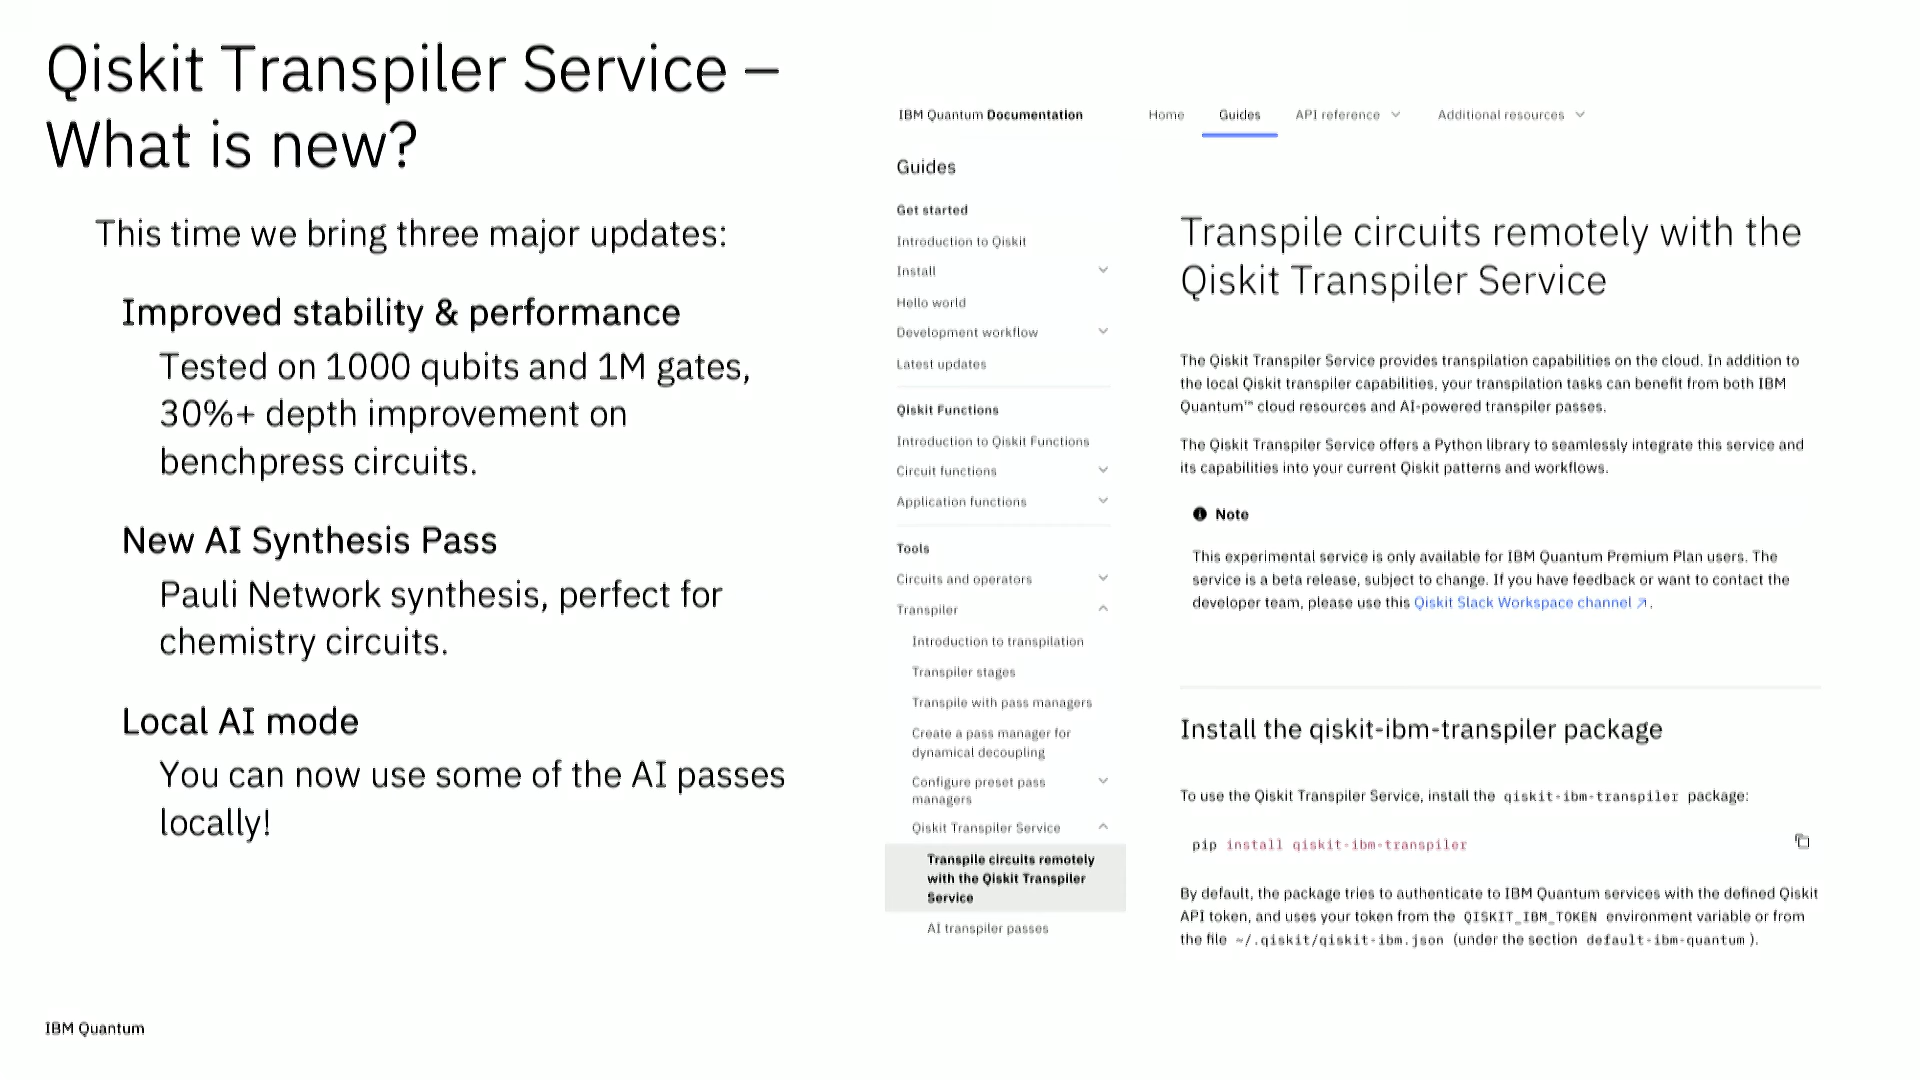 Qiskit Transpiler Service –
What is new?
This time we bring three major updates:
Improved stability & performance
Tested on 1000 qubits and 1M gates,
30%+ depth improvement on
benchpress circuits.
New AI Synthesis Pass
Pauli Network synthesis, perfect for
chemistry circuits.
Local AI mode
You can now use some of the AI passes
locally!
IBM Quantum
IBM Quantum Documentation
Home
Guides
API reference
Additional resources
Guides
Get started
Introduction to Qiskit
Install
Hello world
Development workflow
Latest updates
Qiskit Functions
Introduction to Qiskit Functions
Circuit functions
Application functions
Tools
Circuits and operators
Transpiler
Introduction to transpilation
Transpiler stages
Transpile with pass managers
Create a pass manager for
dynamical decoupling
Configure preset pass
managers
Qiskit Transpiler Service
Transpile circuits remotely
with the Qiskit Transpiler
Service
AI transpiler passes
Transpile circuits remotely with the
Qiskit Transpiler Service
The Qiskit Transpiler Service provides transpilation capabilities on the cloud. In addition to
the local Qiskit transpiler capabilities, your transpilation tasks can benefit from both IBM
Quantum™ cloud resources and AI-powered transpiler passes.
The Qiskit Transpiler Service offers a Python library to seamlessly integrate this service and
its capabilities into your current Qiskit patterns and workflows.
Note
This experimental service is only available for IBM Quantum Premium Plan users. The
service is a beta release, subject to change. If you have feedback or want to contact the
developer team, please use this Qiskit Slack Workspace channel ↗.
Install the qiskit-ibm-transpiler package
To use the Qiskit Transpiler Service, install the qiskit-ibm-transpiler package:
pip install qiskit-ibm-transpiler
By default, the package tries to authenticate to IBM Quantum services with the defined Qiskit
API token, and uses your token from the QISKIT_IBM_TOKEN environment variable or from
the file ~/.qiskit/qiskit-ibm.json (under the section default-ibm-quantum ).